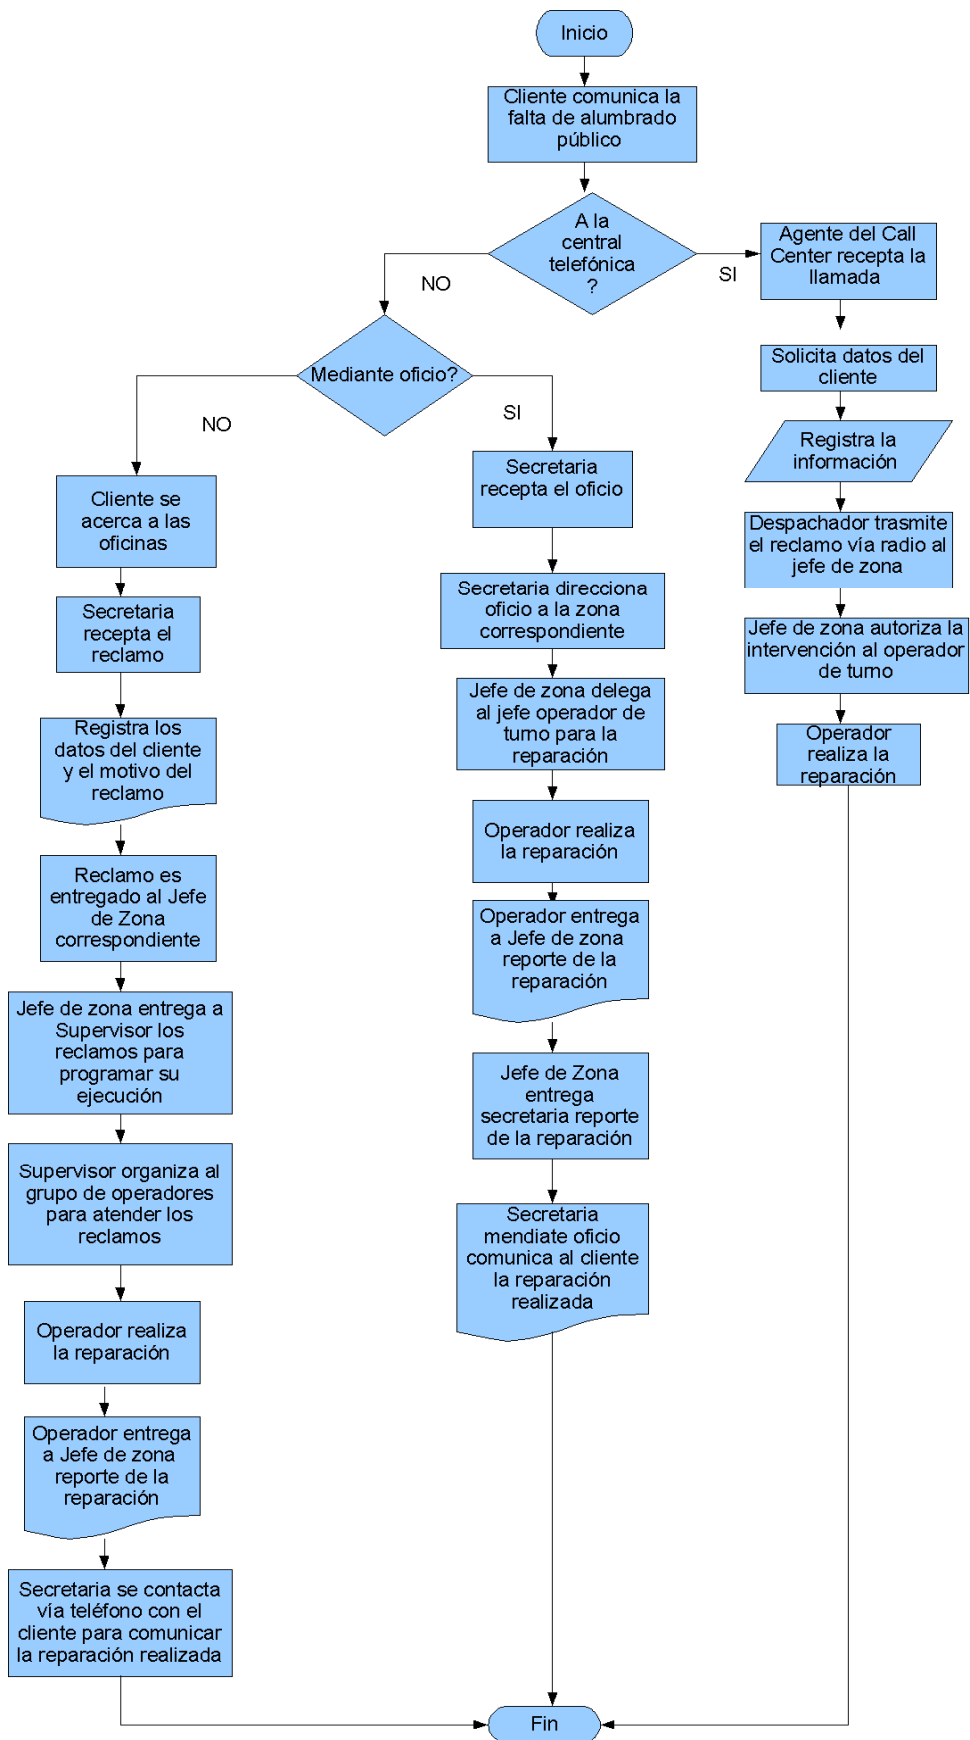 Inicio
Cliente comunica la
falta de alumbrado
público
A la
central
telefónica
?
NO
SI
Agente del Call
Center recepta la
llamada
Solicita datos del
cliente
Registra la
información
Despachador trasmite
el reclamo vía radio al
jefe de zona
Jefe de zona autoriza la
intervención al operador
de turno
Operador
realiza la
reparación
Mediante oficio?
NO
SI
Secretaria
recepta el oficio
Secretaria direcciona
oficio a la zona
correspondiente
Jefe de zona delega
al jefe operador de
turno para la
reparación
Operador realiza
la reparación
Operador entrega
a Jefe de zona
reporte de la
reparación
Jefe de Zona
entrega
secretaria reporte
de la reparación
Secretaria
mendiate oficio
comunica al cliente
la reparación
realizada
Cliente se
acerca a las
oficinas
Secretaria
recepta el
reclamo
Registra los
datos del cliente
y el motivo del
reclamo
Reclamo es
entregado al Jefe
de Zona
correspondiente
Jefe de zona entrega a
Supervisor los
reclamos para
programar su
ejecución
Supervisor organiza al
grupo de operadores
para atender los
reclamos
Operador realiza
la reparación
Operador entrega
a Jefe de zona
reporte de la
reparación
Secretaria se contacta
vía teléfono con el
cliente para comunicar
la reparación realizada
Fin